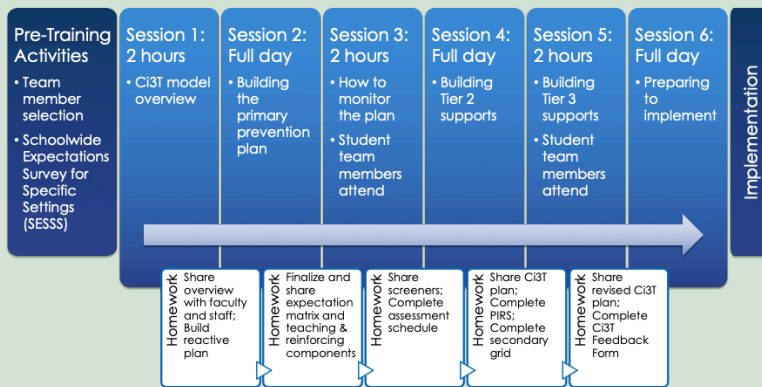 Pre-Training
Activities
• Team
member
selection
• Schoolwide
Expectations
Survey for
Specific
Settings
(SESSS)
Session 1:
2 hours
• Ci3T model
overview
Session 2:
Full day
• Building
the
primary
prevention
plan
Session 3:
2 hours
• How to
monitor
the plan
• Student
team
members
attend
Session 4:
Full day
• Building
Tier 2
supports
Session 5:
2 hours
• Building
Tier 3
supports
• Student
team
members
attend
Session 6:
Full day
• Preparing
to
implement
Implementation
Homework
Share
overview
with faculty
and staff;
Build
reactive
plan
Homework
Finalize and
share
expectation
matrix and
teaching &
reinforcing
components
Homework
Share
screeners;
Complete
assessment
schedule
Homework
Share Ci3T
plan;
Complete
PIRS;
Complete
secondary
grid
Homework
Share
revised Ci3T
plan;
Complete
Ci3T
Feedback
Form